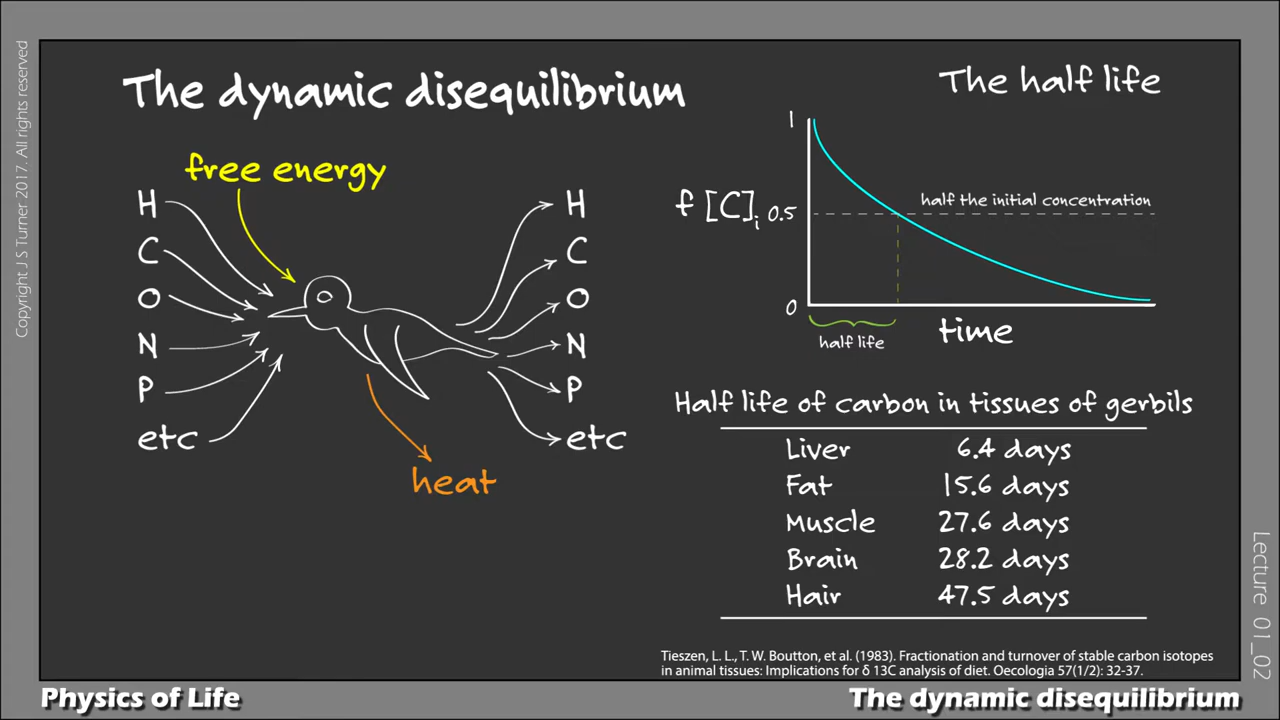 Copyright J S Turner 2017. All rights reserved
The dynamic disequilibrium
free energy
H
C
O
N
P
etc
H
C
O
N
P
etc
heat
The half life
1
f [C]i 0.5
half the initial concentration
0
half life
time
Half life of carbon in tissues of gerbils
Liver 6.4 days
Fat 15.6 days
Muscle 27.6 days
Brain 28.2 days
Hair 47.5 days
Tieszen, L. L., T. W. Boutton, et al. (1983). Fractionation and turnover of stable carbon isotopes
in animal tissues: Implications for δ 13C analysis of diet. Oecologia 57(1/2): 32-37.
Lecture 01_02
Physics of Life
The dynamic disequilibrium